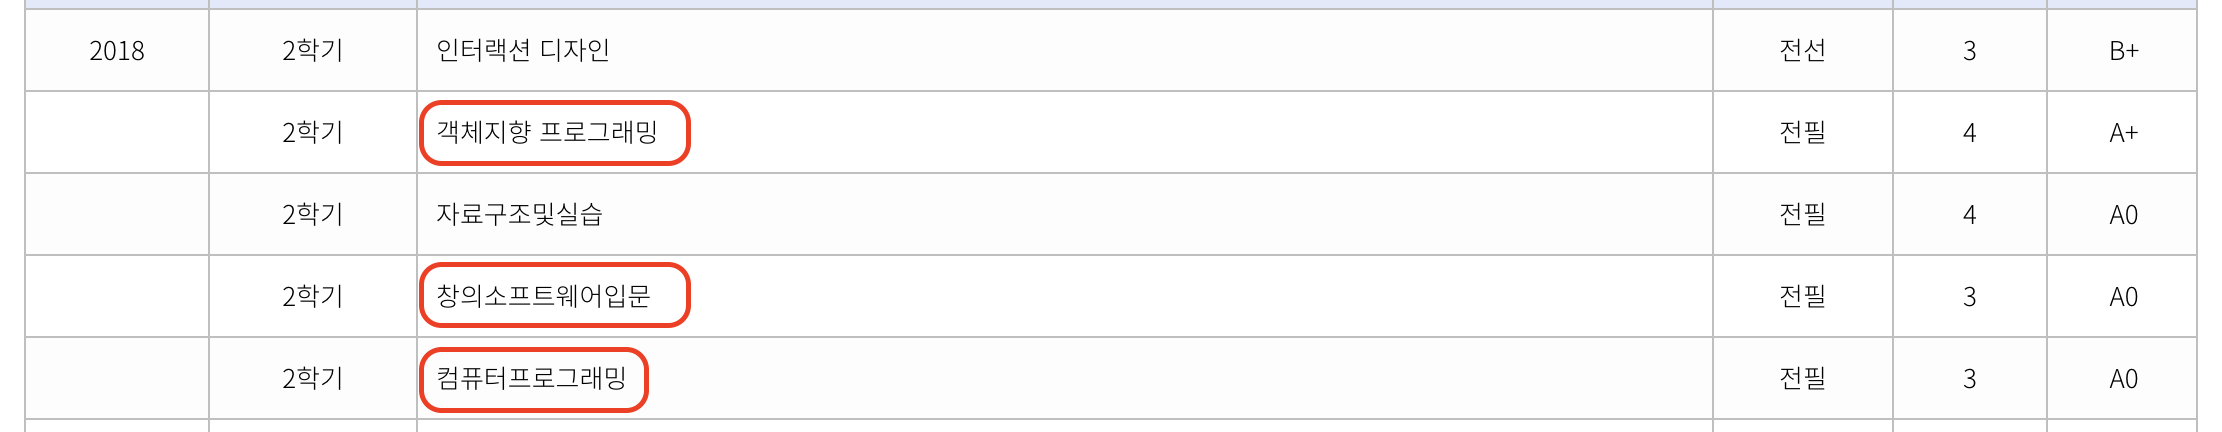 2018 2학기 인터랙션 디자인 전선 3 B+
2학기 객체지향 프로그래밍 전필 4 A+
2학기 자료구조및실습 전필 4 A0
2학기 창의소프트웨어입문 전필 3 A0
2학기 컴퓨터프로그래밍 전필 3 A0